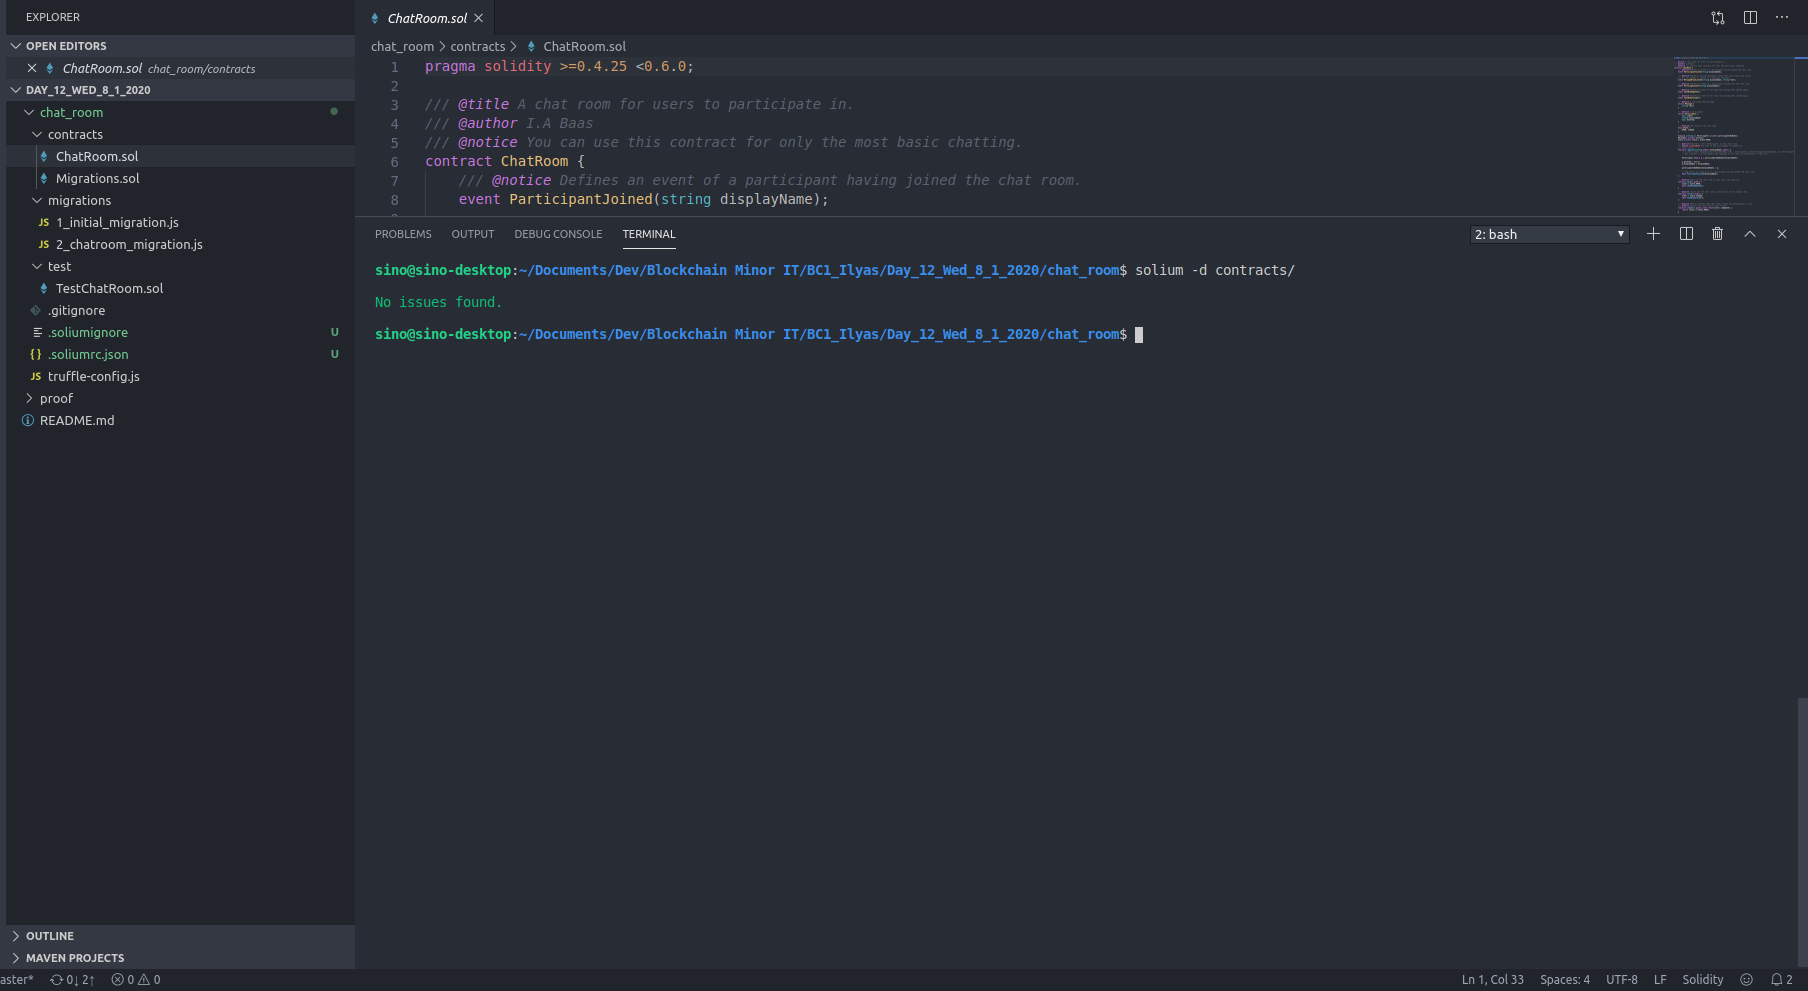 EXPLORER
OPEN EDITORS
ChatRoom.sol chat_room/contracts
DAY_12_WED_8_1_2020
chat_room
contracts
ChatRoom.sol
Migrations.sol
migrations
JS 1_initial_migration.js
JS 2_chatroom_migration.js
test
TestChatRoom.sol
.gitignore
.soliumignore U
{} .soliumrc.json U
JS truffle-config.js
proof
README.md
OUTLINE
MAVEN PROJECTS
ChatRoom.sol
chat_room > contracts > ChatRoom.sol
1 pragma solidity >=0.4.25 <0.6.0;
2
3 /// @title A chat room for users to participate in.
4 /// @author I.A Baas
5 /// @notice You can use this contract for only the most basic chatting.
6 contract ChatRoom {
7 /// @notice Defines an event of a participant having joined the chat room.
8 event ParticipantJoined(string displayName);
PROBLEMS OUTPUT DEBUG CONSOLE TERMINAL 2: bash
sino@sino-desktop:~/Documents/Dev/Blockchain Minor IT/BC1_Ilyas/Day_12_Wed_8_1_2020/chat_room$ solium -d contracts/
No issues found.
sino@sino-desktop:~/Documents/Dev/Blockchain Minor IT/BC1_Ilyas/Day_12_Wed_8_1_2020/chat_room$
aster* 0↓ 2↑ 0 0 Ln 1, Col 33 Spaces: 4 UTF-8 LF Solidity 2